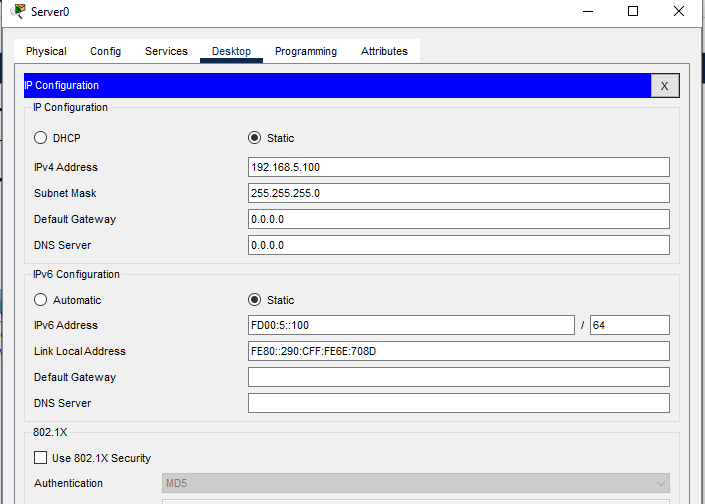 Server0
Physical Config Services Desktop Programming Attributes
IP Configuration X
IP Configuration
DHCP Static
IPv4 Address 192.168.5.100
Subnet Mask 255.255.255.0
Default Gateway 0.0.0.0
DNS Server 0.0.0.0
IPv6 Configuration
Automatic Static
IPv6 Address FD00:5::100 / 64
Link Local Address FE80::290:CFF:FE6E:708D
Default Gateway
DNS Server
802.1X
Use 802.1X Security
Authentication MD5